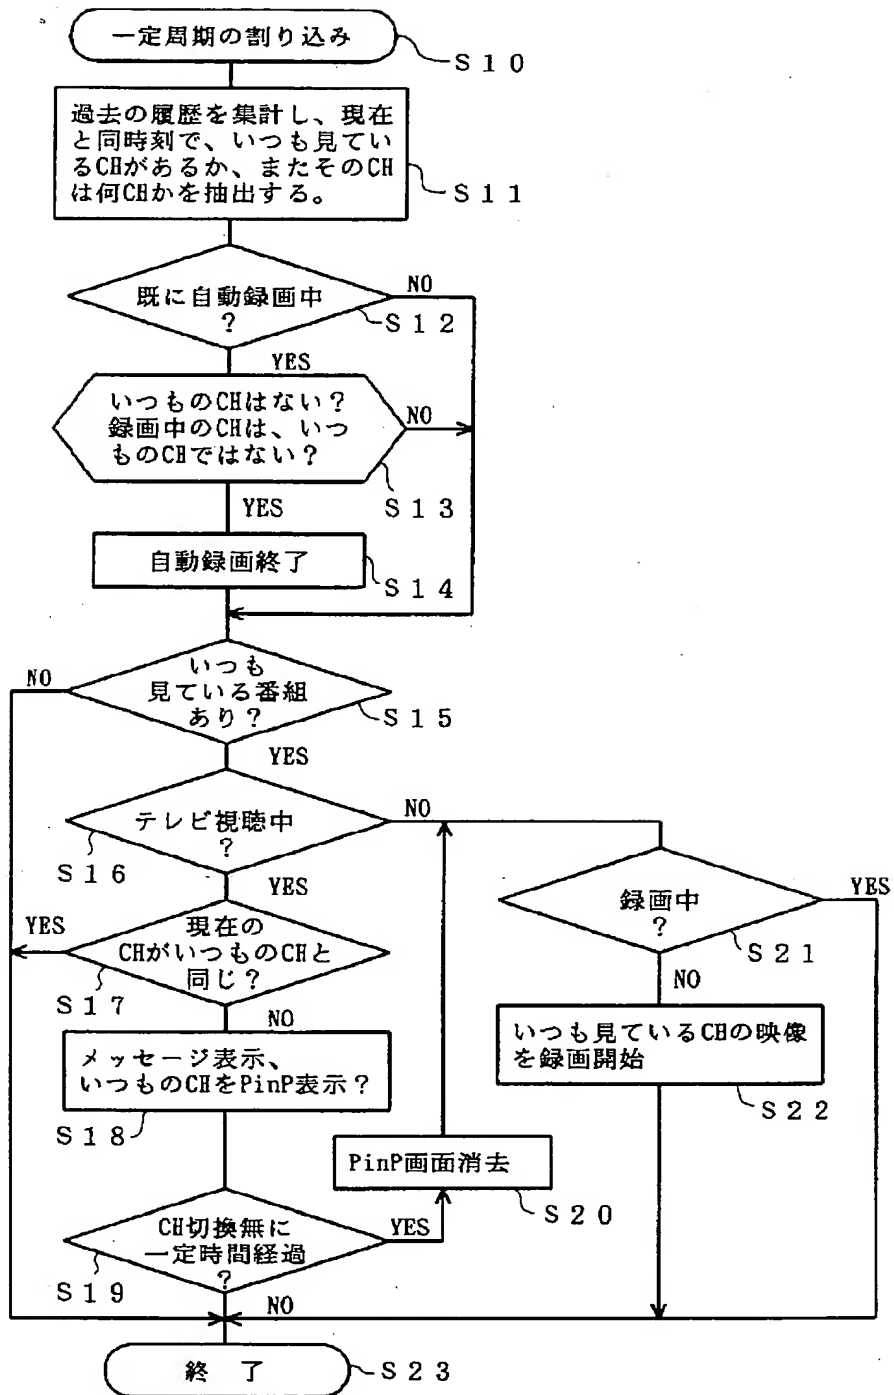 一定周期の割り込み
S10
過去の履歴を集計し、現在
と同時刻で、いつも見てい
るCHがあるか、またそのCH
は何CHかを抽出する。
S11
既に自動録画中
?
NO
S12
YES
いつものCHはない?
録画中のCHは、いつ
ものCHではない?
NO
S13
YES
自動録画終了
S14
いつも
見ている番組
あり?
NO
S15
YES
テレビ視聴中
?
NO
S16
YES
録画中
?
YES
S21
NO
現在の
CHがいつものCHと
同じ?
YES
S17
NO
いつも見ているCHの映像
を録画開始
S22
メッセージ表示、
いつものCHをPinP表示?
S18
PinP画面消去
S20
CH切換無に
一定時間経過
?
YES
S19
NO
終 了
S23